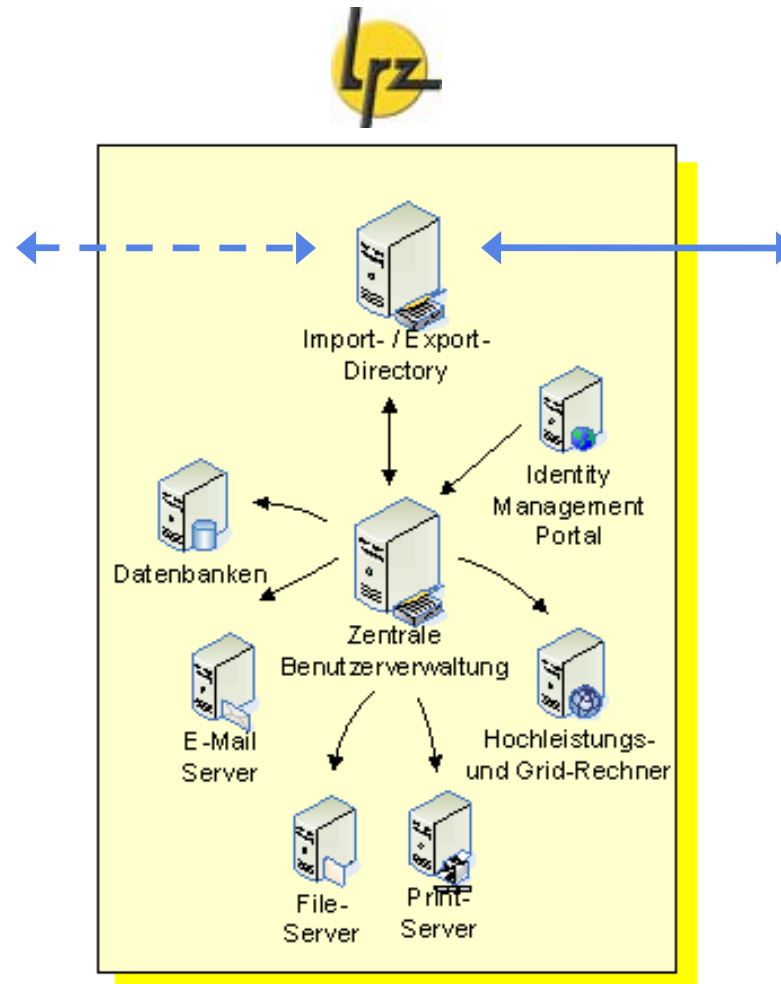 lrz
Import- / Export-
Directory
Identity
Management
Portal
Datenbanken
Zentrale
Benutzerverwaltung
E-Mail
Server
Hochleistungs-
und Grid-Rechner
File-
Server
Print-
Server